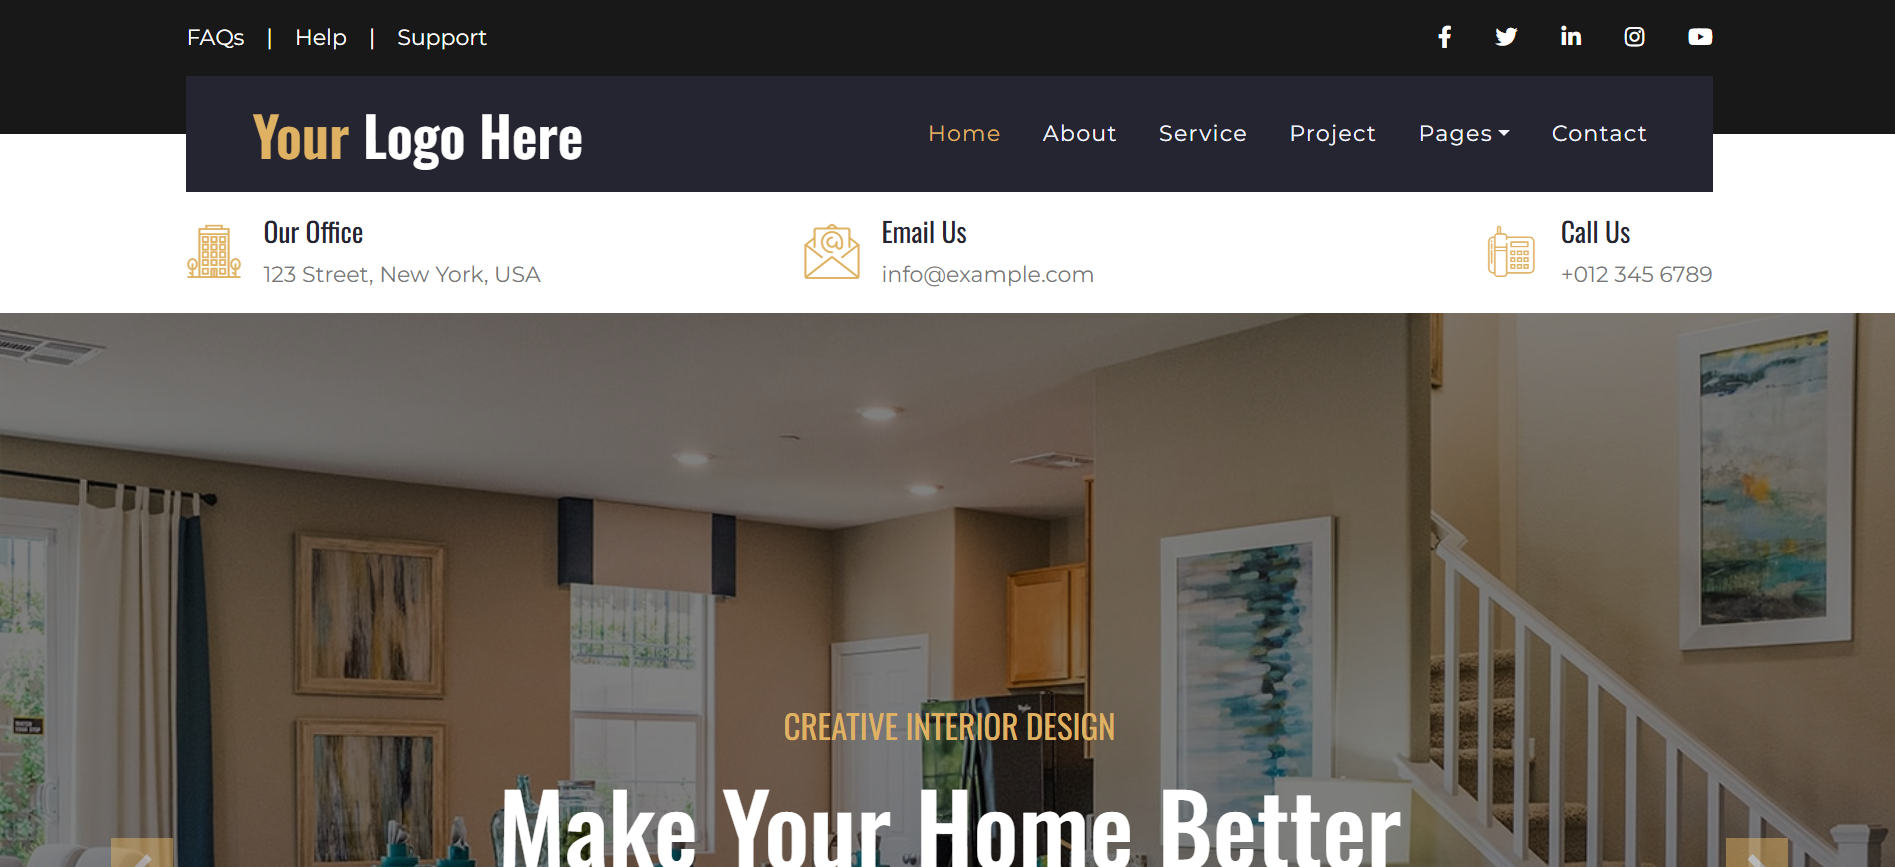 FAQs | Help | Support
Your Logo Here
Home About Service Project Pages Contact
Our Office
123 Street, New York, USA
Email Us
info@example.com
Call Us
+012 345 6789
CREATIVE INTERIOR DESIGN
Make Your Home Better